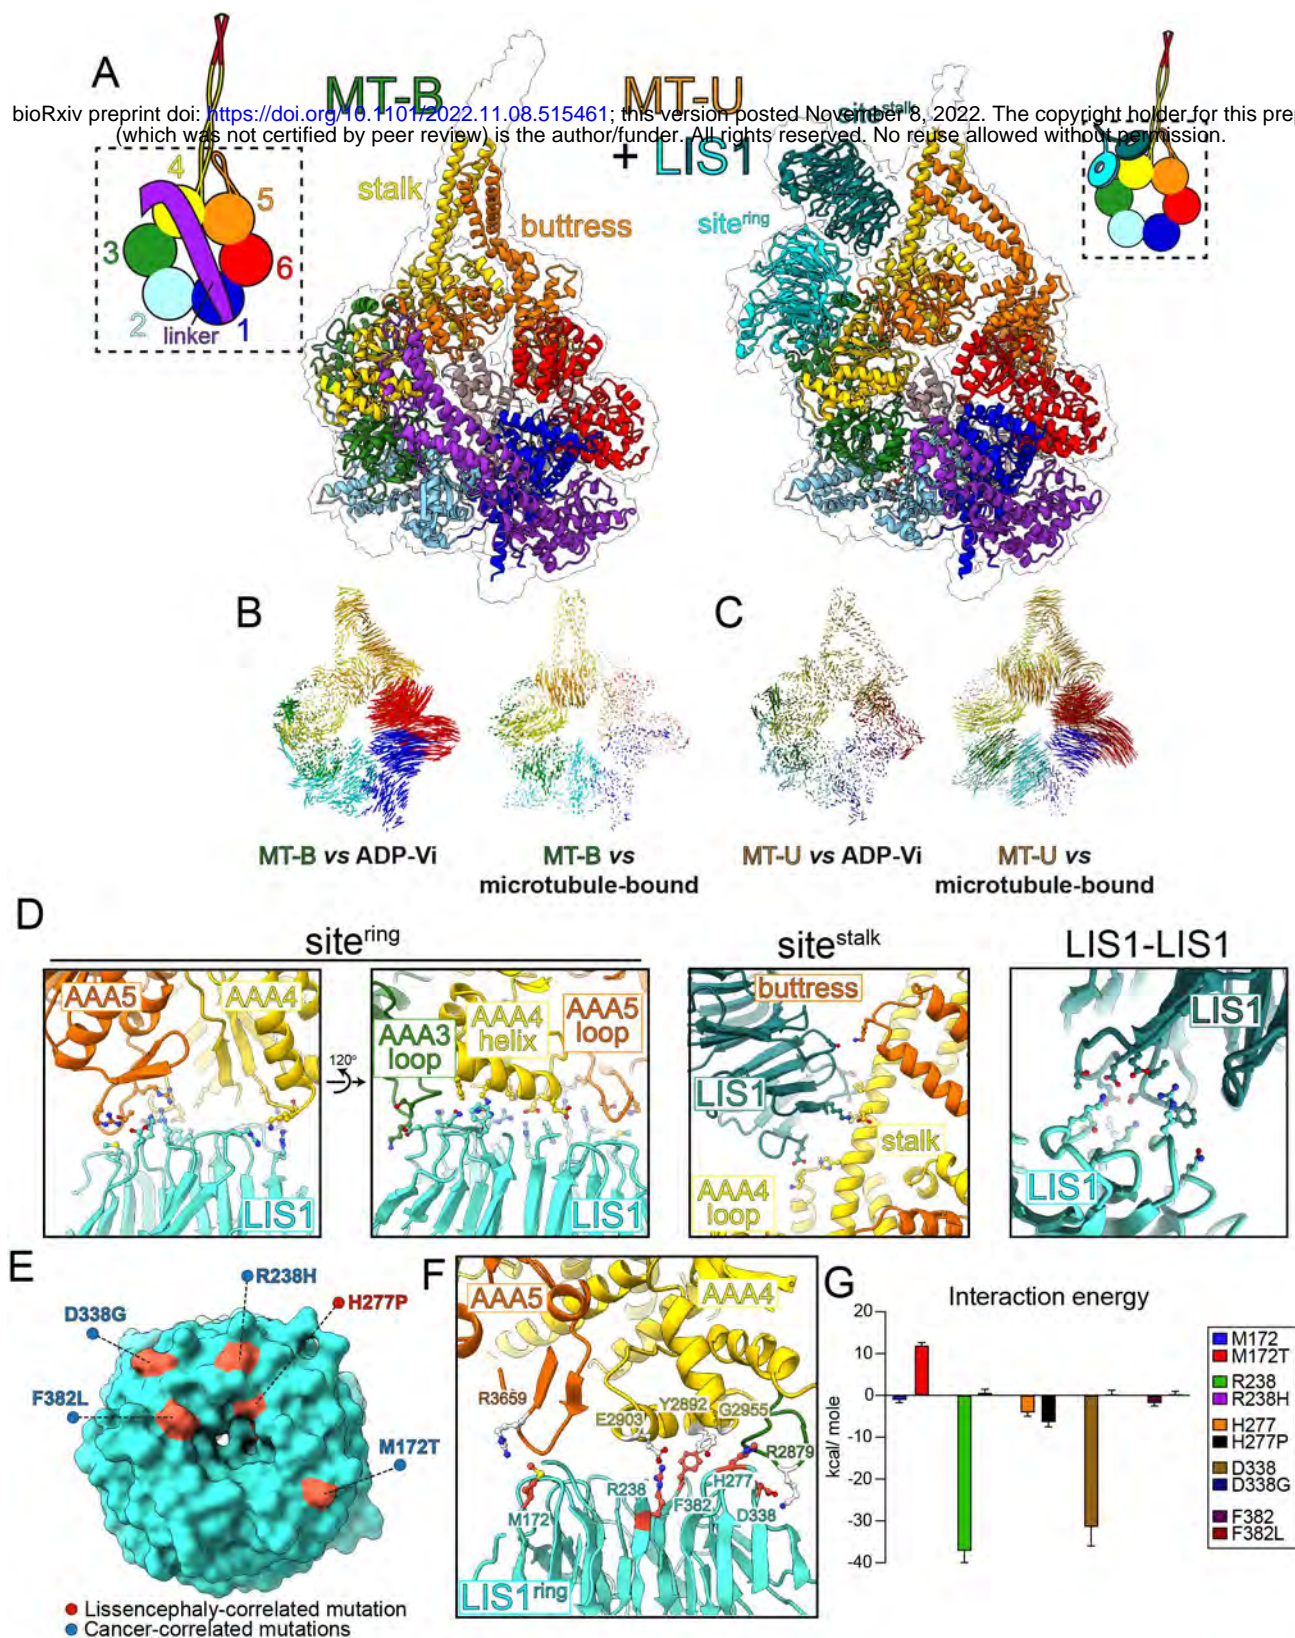 A
MT-B
MT-U
+ LIS1
bioRxiv preprint doi: https://doi.org/10.1101/2022.11.08.515461; this version posted November 8, 2022. The copyright holder for this prep
(which was not certified by peer review) is the author/funder. All rights reserved. No reuse allowed without permission.
site^stalk
stalk
buttress
site^ring
4
5
3
6
2
linker
1
B
C
MT-B vs ADP-Vi
MT-B vs
microtubule-bound
MT-U vs ADP-Vi
MT-U vs
microtubule-bound
D
site^ring
site^stalk
LIS1-LIS1
AAA5
AAA4
LIS1
120°
AAA3
loop
AAA4
helix
AAA5
loop
LIS1
buttress
LIS1
stalk
AAA4
loop
LIS1
LIS1
E
R238H
D338G
H277P
F382L
M172T
Lissencephaly-correlated mutation
Cancer-correlated mutations
F
AAA5
AAA4
R3659
E2903
Y2892
G2955
R2879
R238
H277
F382
M172
D338
LIS1^ring
G
Interaction energy
kcal/ mole
20
10
0
-10
-20
-30
-40
M172
M172T
R238
R238H
H277
H277P
D338
D338G
F382
F382L